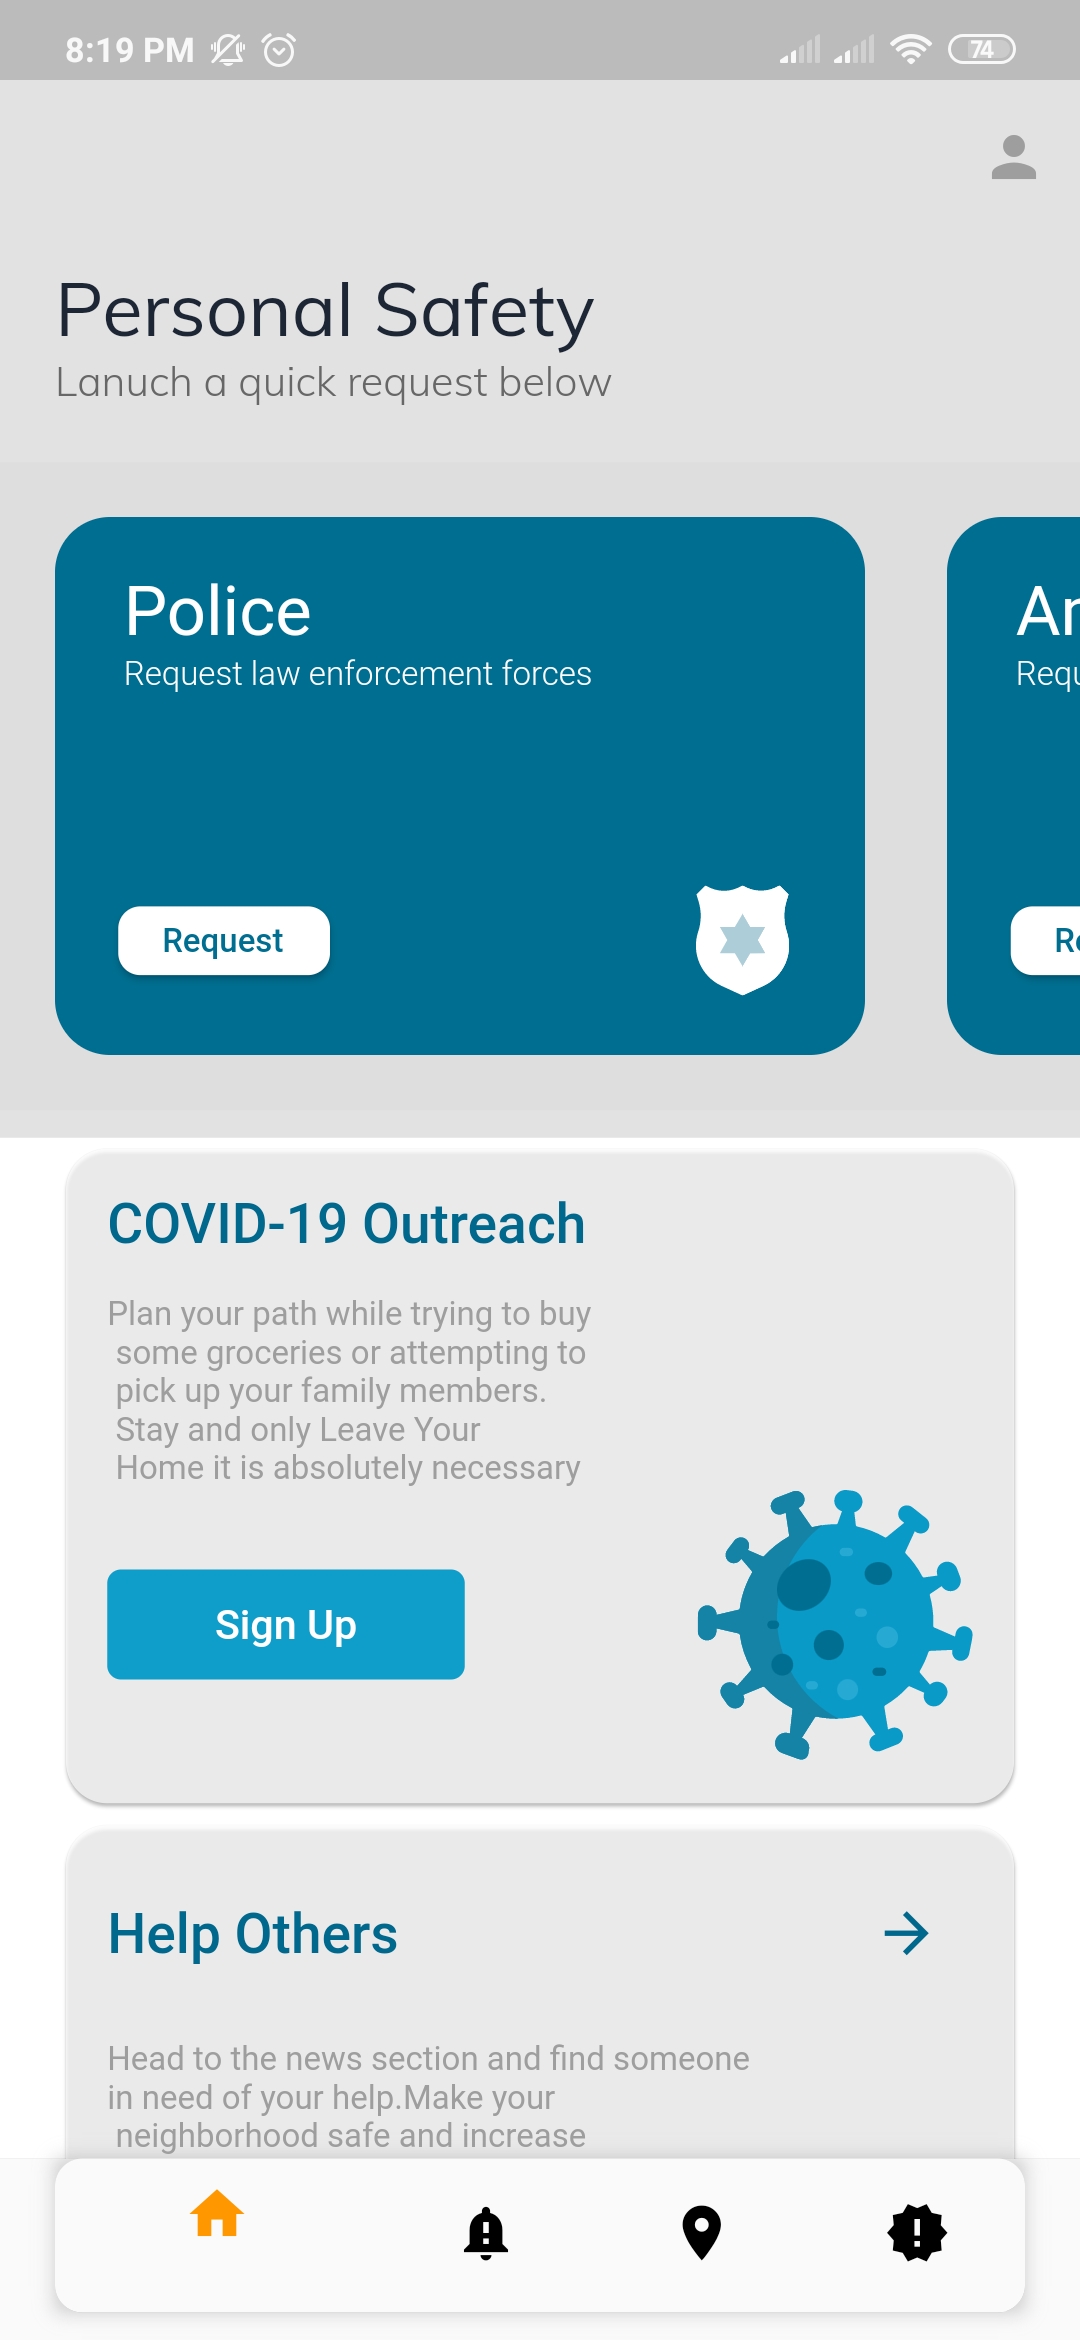 8:19 PM
74
Personal Safety
Lanuch a quick request below
Police
Request law enforcement forces
Request
COVID-19 Outreach
Plan your path while trying to buy
some groceries or attempting to
pick up your family members.
Stay and only Leave Your
Home it is absolutely necessary
Sign Up
Help Others
Head to the news section and find someone
in need of your help.Make your
neighborhood safe and increase